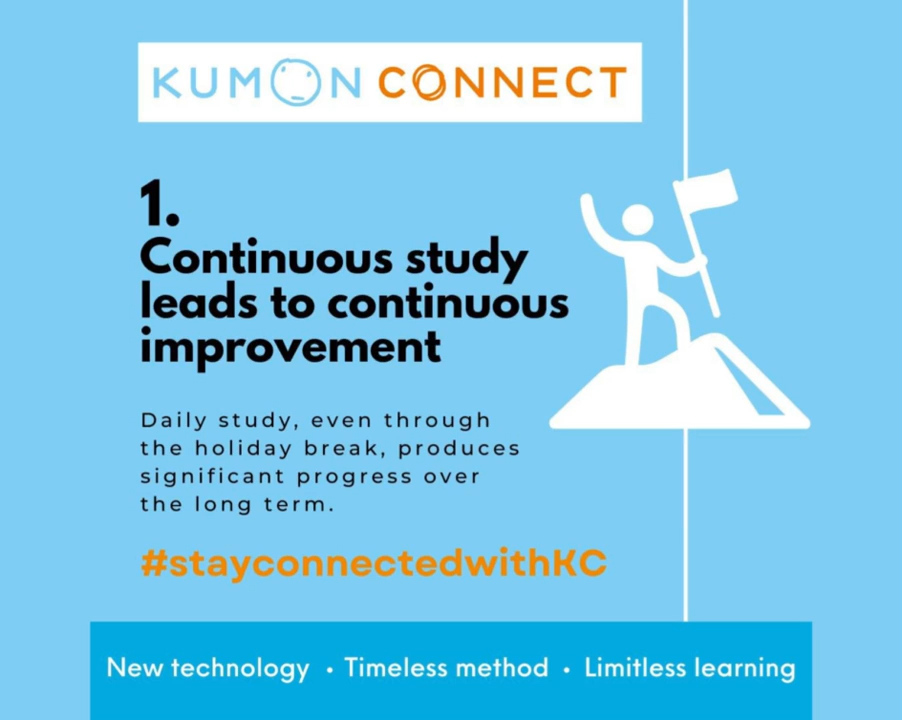 KUMON CONNECT
1.
Continuous study
leads to continuous
improvement
Daily study, even through
the holiday break, produces
significant progress over
the long term.
#stayconnectedwithKC
New technology • Timeless method • Limitless learning